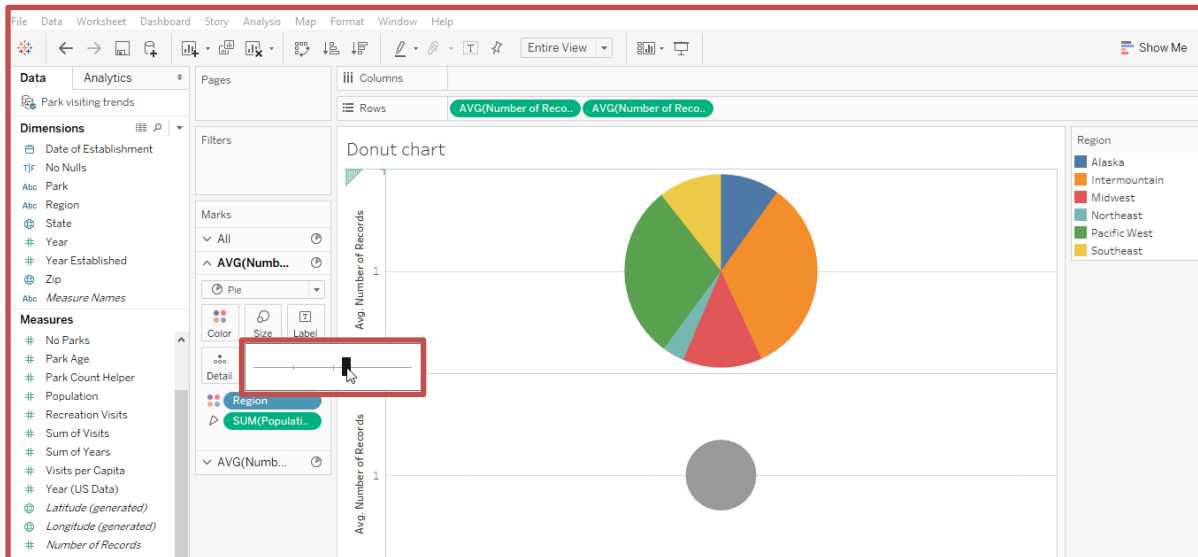 File Data Worksheet Dashboard Story Analysis Map Format Window Help
T Entire View Show Me
Data Analytics
Park visiting trends
Dimensions
Date of Establishment
T|F No Nulls
Abc Park
Abc Region
State
# Year
# Year Established
Zip
Abc Measure Names
Measures
# No Parks
# Park Age
# Park Count Helper
# Population
# Recreation Visits
# Sum of Visits
# Sum of Years
# Visits per Capita
# Year (US Data)
Latitude (generated)
Longitude (generated)
# Number of Records
Pages
Filters
Marks
All
AVG(Numb...
Pie
Color Size T Label
Detail
Region
SUM(Populati..
AVG(Numb...
iii Columns
Rows AVG(Number of Reco.. AVG(Number of Reco..
Donut chart
Avg. Number of Records
1
Avg. Number of Records
1
Region
Alaska
Intermountain
Midwest
Northeast
Pacific West
Southeast